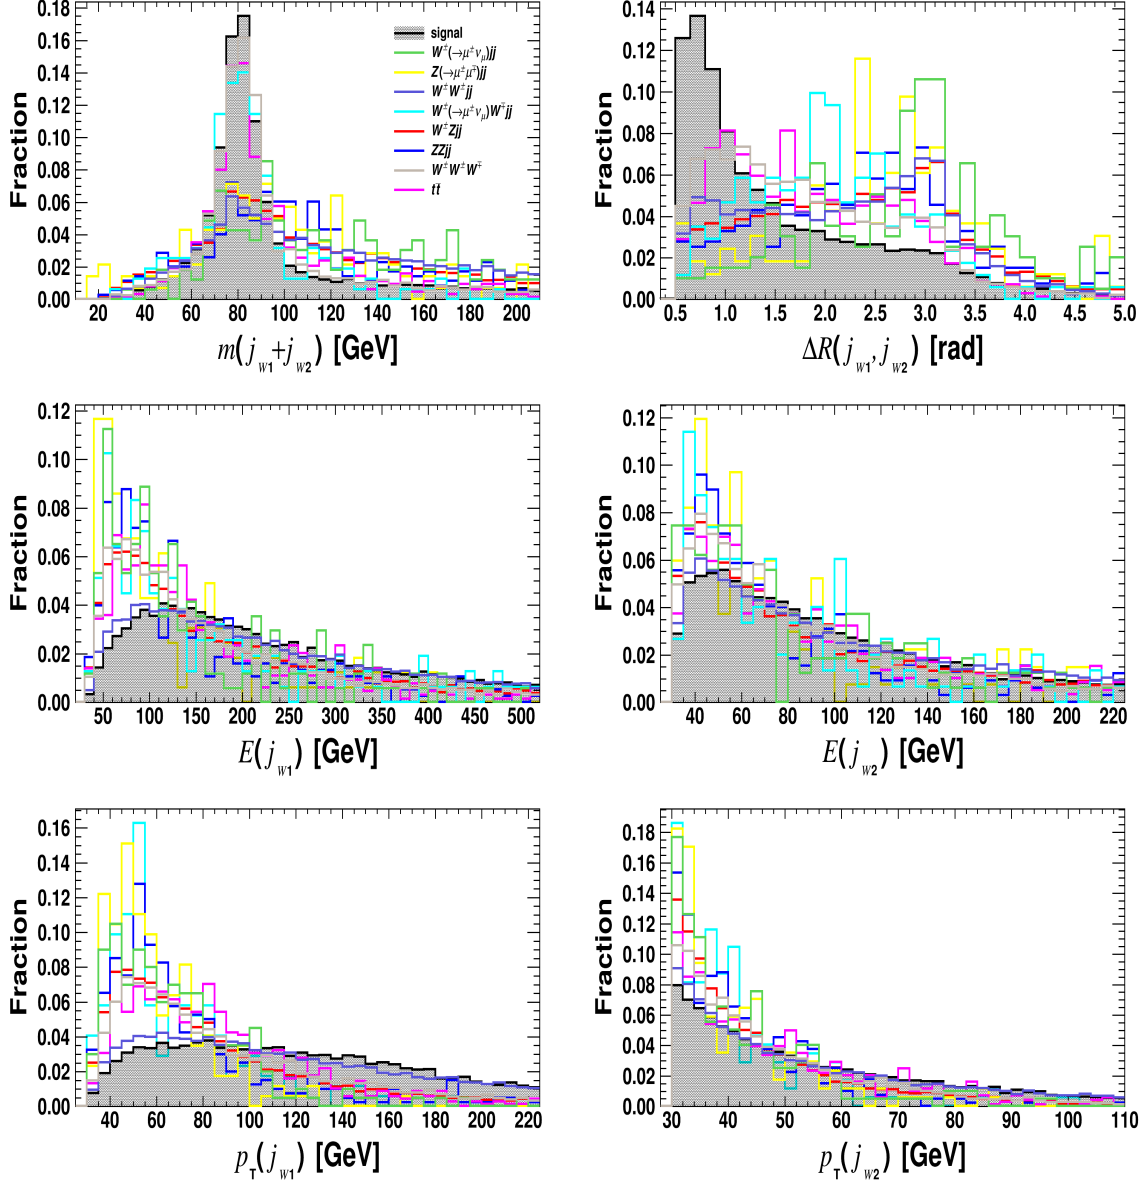 0.18
0.16
0.14
0.12
0.10
0.08
0.06
0.04
0.02
0.00
Fraction
signal
W±(→μ±νμ)jj
Z(→μ±μ∓)jj
W±W±jj
W±(→μ±νμ)W∓jj
W±Zjj
ZZjj
W±W±W∓
tt
20 40 60 80 100 120 140 160 180 200
m(jW1+jW2) [GeV]
0.14
0.12
0.10
0.08
0.06
0.04
0.02
0.00
Fraction
0.5 1.0 1.5 2.0 2.5 3.0 3.5 4.0 4.5 5.0
ΔR(jW1,jW2) [rad]
0.12
0.10
0.08
0.06
0.04
0.02
0.00
Fraction
50 100 150 200 250 300 350 400 450 500
E(jW1) [GeV]
0.12
0.10
0.08
0.06
0.04
0.02
0.00
Fraction
40 60 80 100 120 140 160 180 200 220
E(jW2) [GeV]
0.16
0.14
0.12
0.10
0.08
0.06
0.04
0.02
0.00
Fraction
40 60 80 100 120 140 160 180 200 220
pT(jW1) [GeV]
0.18
0.16
0.14
0.12
0.10
0.08
0.06
0.04
0.02
0.00
Fraction
30 40 50 60 70 80 90 100 110
pT(jW2) [GeV]